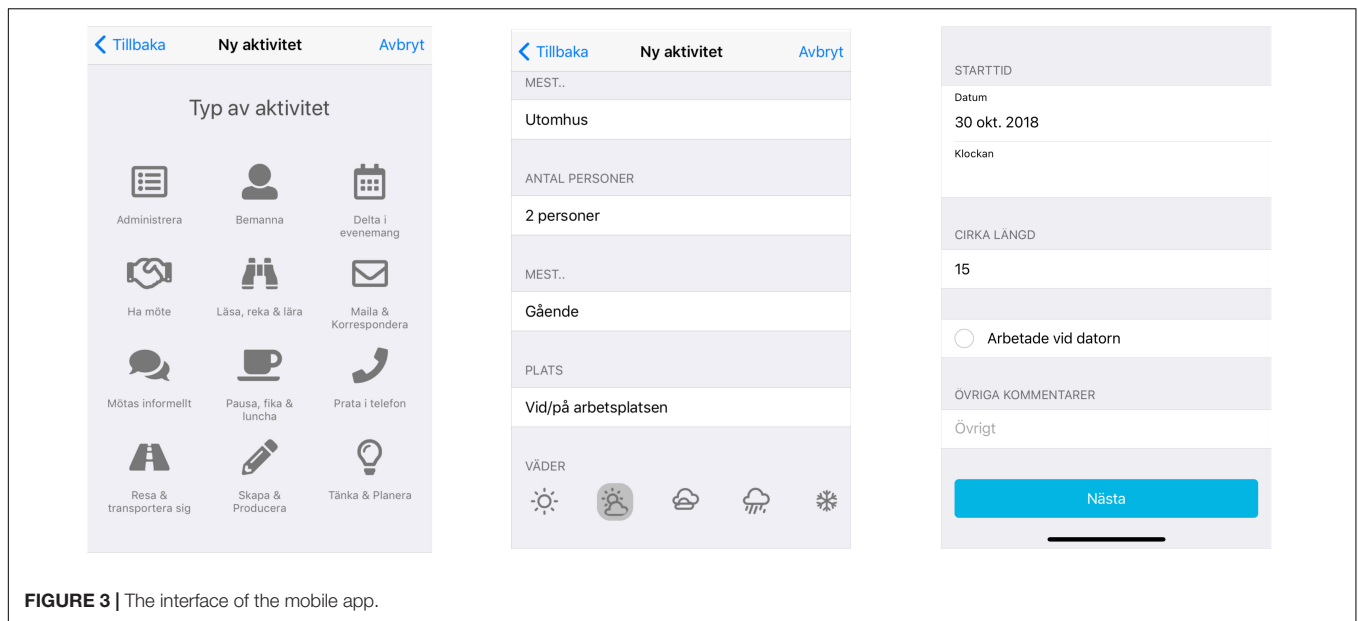 Tillbaka Ny aktivitet Avbryt
Typ av aktivitet
Administrera Bemanna Delta i
evenemang
Ha möte Läsa, reka & lära Maila &
Korrespondera
Mötas informellt Pausa, fika &
luncha Prata i telefon
Resa &
transportera sig Skapa &
Producera Tänka & Planera
Tillbaka Ny aktivitet Avbryt
MEST..
Utomhus
ANTAL PERSONER
2 personer
MEST..
Gående
PLATS
Vid/på arbetsplatsen
VÄDER
STARTTID
Datum
30 okt. 2018
Klockan
CIRKA LÄNGD
15
Arbetade vid datorn
ÖVRIGA KOMMENTARER
Övrigt
Nästa
FIGURE 3 | The interface of the mobile app.